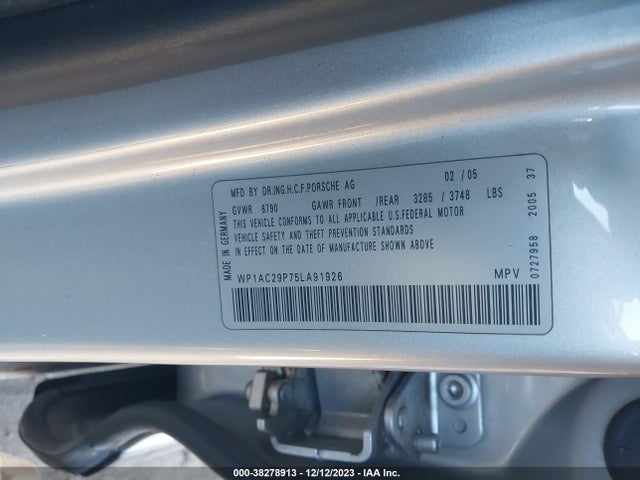 MFD. BY DR.ING.H.C.F.PORSCHE AG 02 / 05
GVWR 6790 GAWR FRONT /REAR 3285 / 3748 LBS
THIS VEHICLE CONFORMS TO ALL APPLICABLE U.S.FEDERAL MOTOR
VEHICLE SAFETY AND THEFT PREVENTION STANDARDS
IN EFFECT ON THE DATE OF MANUFACTURE SHOWN ABOVE
WP1AC29P75LA91926 MPV
MADE IN GERMANY
0727958 2005 37
000-38278913 - 12/12/2023 - IAA Inc.